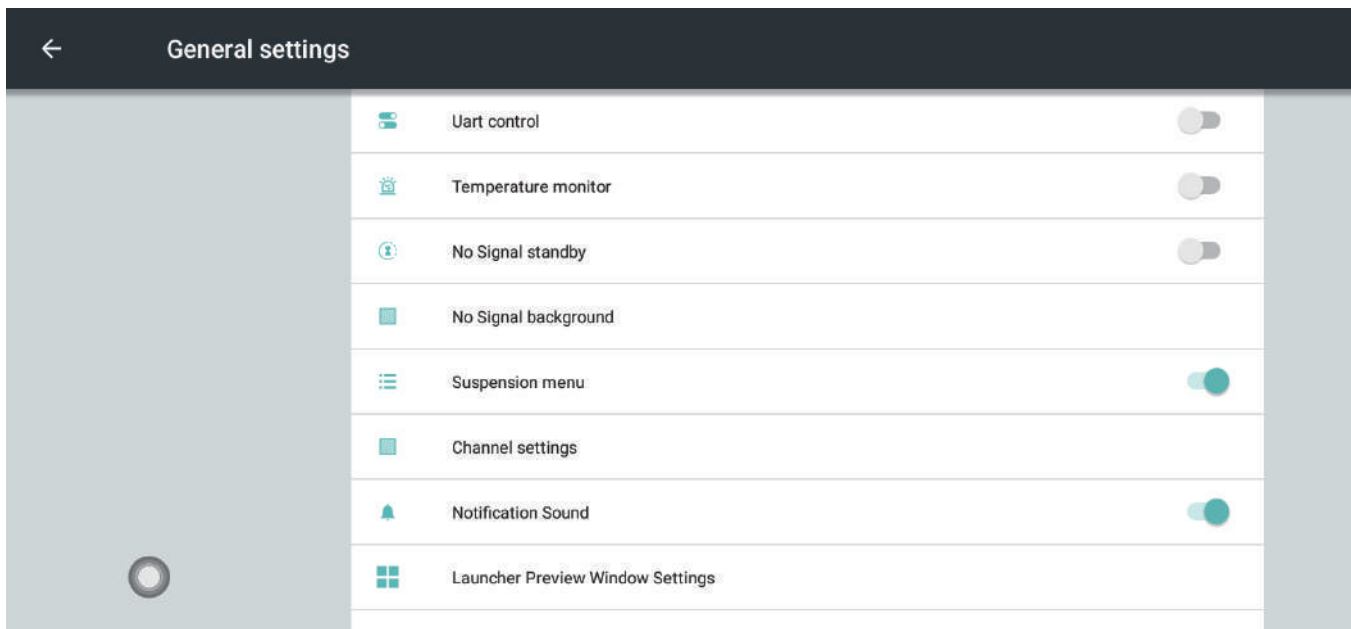 General settings
Uart control
Temperature monitor
No Signal standby
No Signal background
Suspension menu
Channel settings
Notification Sound
Launcher Preview Window Settings